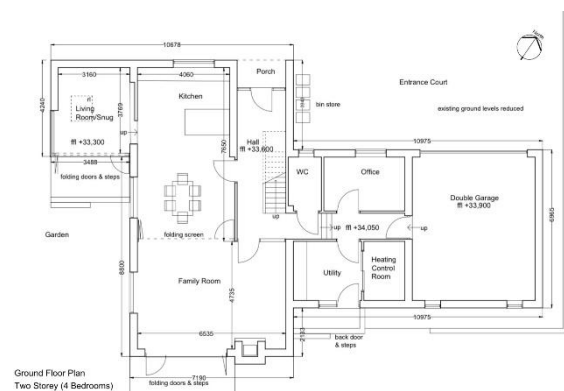 10678
North
3160
4060
Porch
Entrance Court
4240
3769
Kitchen
Living
Room/Snug
bin store
existing ground levels reduced
up
Hall
ffl +33,300
ffl +33,600
7650
10975
3488
folding doors & steps
WC
Office
Double Garage
ffl +33,900
6965
up
Garden
folding screen
up
ffl +34,050
up
8800
Family Room
4735
Utility
Heating
Control
Room
6535
10975
2133
back door
& steps
7190
folding doors & steps
Ground Floor Plan
Two Storey (4 Bedrooms)